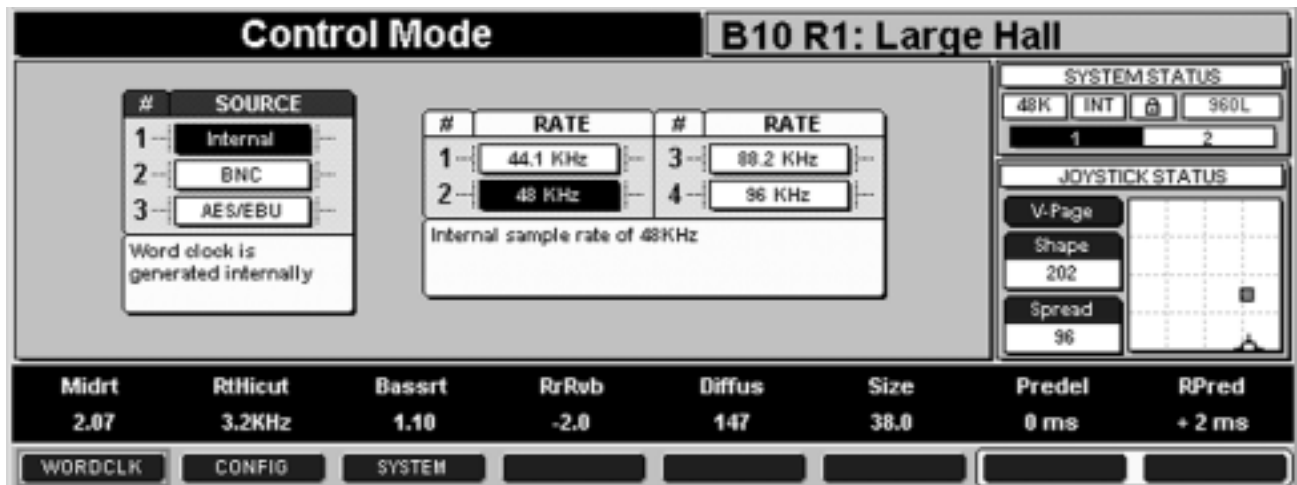 Control Mode
B10 R1: Large Hall
# SOURCE
1 Internal
2 BNC
3 AES/EBU
Word clock is
generated internally
# RATE # RATE
1 44.1 KHz 3 88.2 KHz
2 48 KHz 4 96 KHz
Internal sample rate of 48KHz
SYSTEM STATUS
48K INT 960L
1 2
JOYSTICK STATUS
V-Page
Shape
202
Spread
96
Midrt RtHicut Bassrt RrRvb Diffus Size Predel RPred
2.07 3.2KHz 1.10 -2.0 147 38.0 0 ms + 2 ms
WORDCLK CONFIG SYSTEM